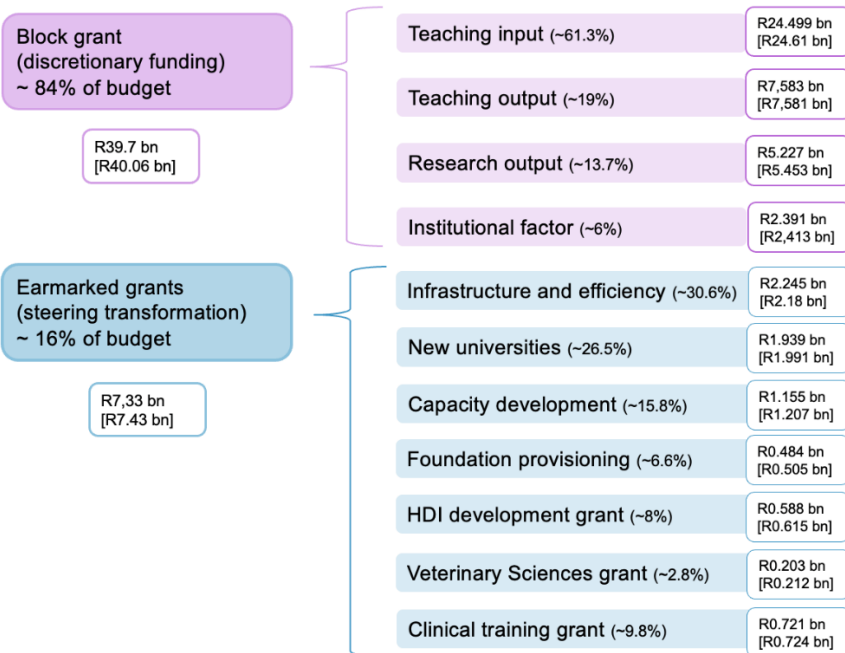 Block grant
(discretionary funding)
~ 84% of budget
R39.7 bn
[R40.06 bn]
Teaching input (~61.3%)
R24.499 bn
[R24.61 bn]
Teaching output (~19%)
R7,583 bn
[R7,581 bn]
Research output (~13.7%)
R5.227 bn
[R5.453 bn]
Institutional factor (~6%)
R2.391 bn
[R2,413 bn]
Earmarked grants
(steering transformation)
~ 16% of budget
R7,33 bn
[R7.43 bn]
Infrastructure and efficiency (~30.6%)
R2.245 bn
[R2.18 bn]
New universities (~26.5%)
R1.939 bn
[R1.991 bn]
Capacity development (~15.8%)
R1.155 bn
[R1.207 bn]
Foundation provisioning (~6.6%)
R0.484 bn
[R0.505 bn]
HDI development grant (~8%)
R0.588 bn
[R0.615 bn]
Veterinary Sciences grant (~2.8%)
R0.203 bn
[R0.212 bn]
Clinical training grant (~9.8%)
R0.721 bn
[R0.724 bn]